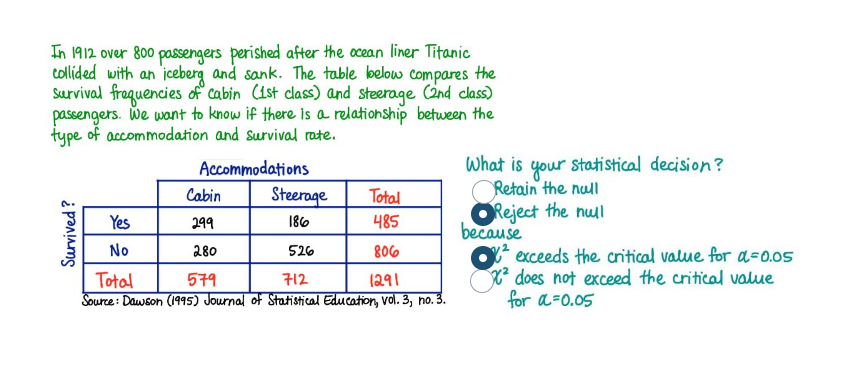 In 1912 over 800 passengers perished after the ocean liner Titanic
collided with an iceberg and sank. The table below compares the
survival frequencies of cabin (1st class) and steerage (2nd class)
passengers. We want to know if there is a relationship between the
type of accommodation and survival rate.
Accommodations
Cabin Steerage Total
Survived?
Yes 299 186 485
No 280 526 806
Total 579 712 1291
Source: Dawson (1995) Journal of Statistical Education, vol. 3, no. 3.
What is your statistical decision?
Retain the null
Reject the null
because
χ² exceeds the critical value for α=0.05
χ² does not exceed the critical value
for α=0.05